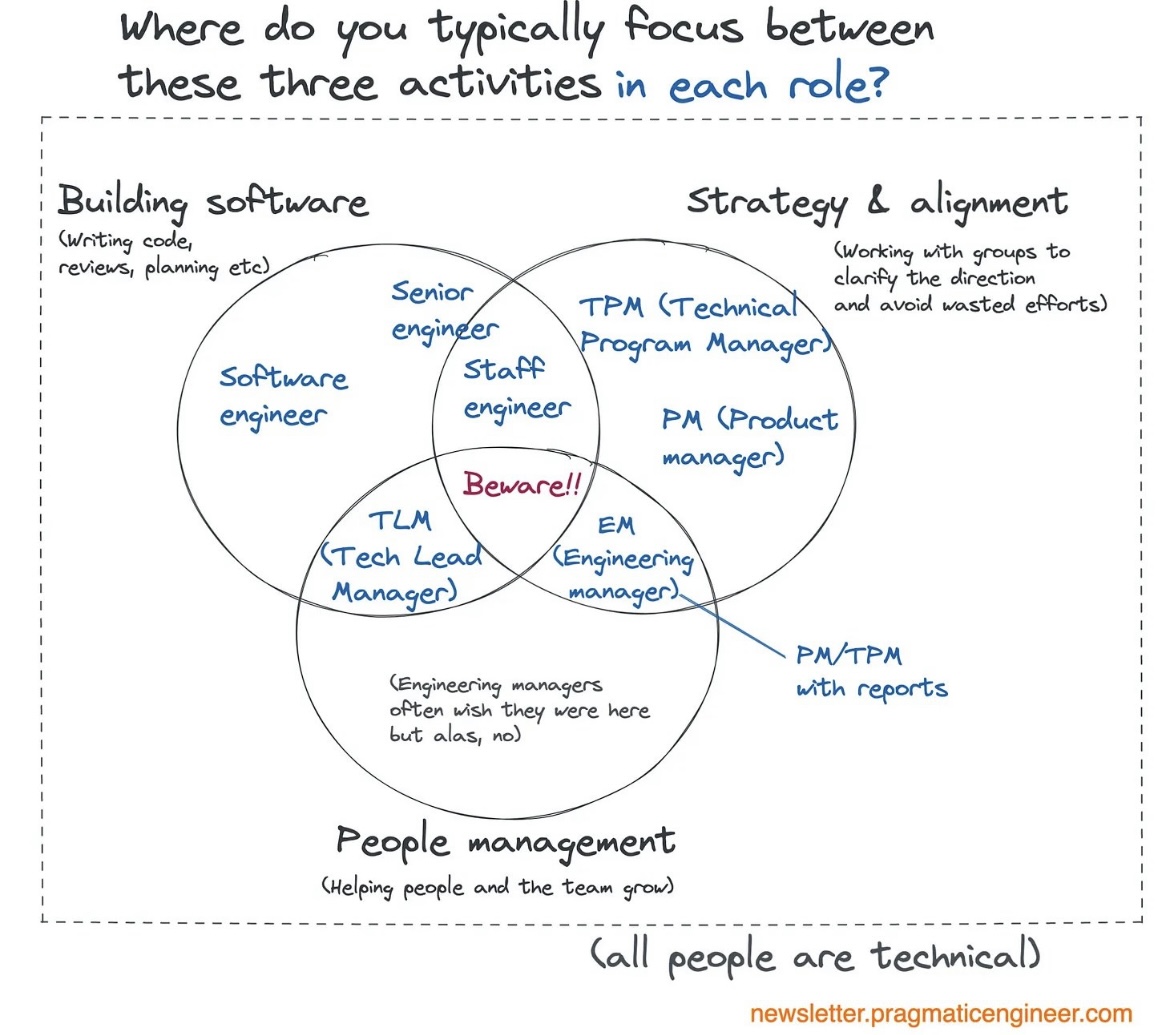 Where do you typically focus between
these three activities in each role?
Building software
(Writing code,
reviews, planning etc)
Strategy & alignment
(Working with groups to
clarify the direction
and avoid wasted efforts)
Senior
engineer
TPM (Technical
Program Manager)
Software
engineer
Staff
engineer
PM (Product
manager)
Beware!!
TLM
(Tech Lead
Manager)
EM
(Engineering
manager)
PM/TPM
with reports
(Engineering managers
often wish they were here
but alas, no)
People management
(Helping people and the team grow)
(all people are technical)
newsletter.pragmaticengineer.com